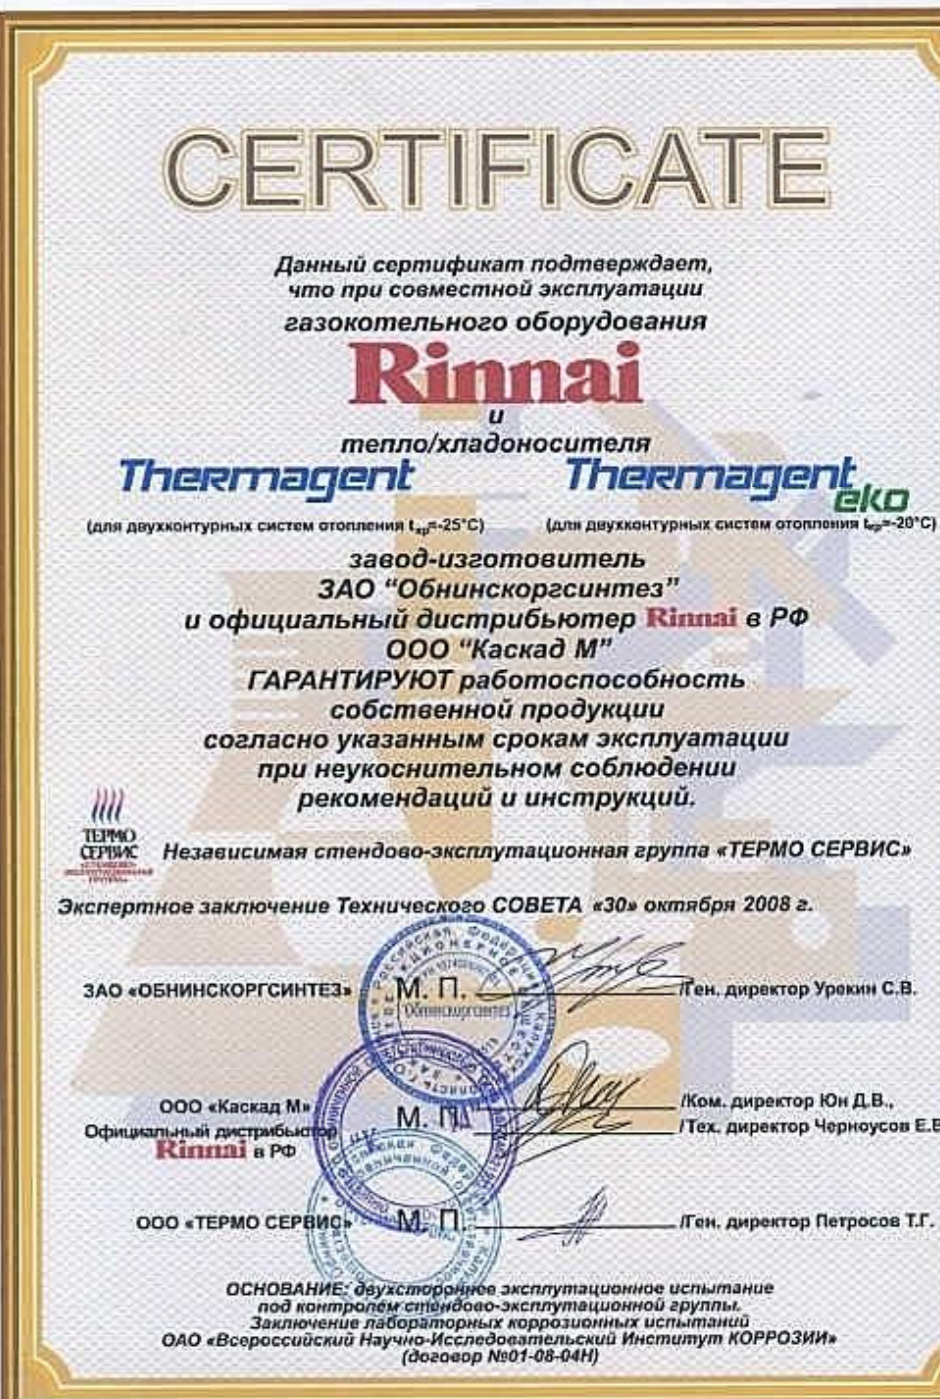 CERTIFICATE
Данный сертификат подтверждает,
что при совместной эксплуатации
газокотельного оборудования
Rinnai
и
тепло/хладоносителя
Thermagent Thermagent eko
(для двухконтурных систем отопления tкр=-25°C) (для двухконтурных систем отопления tкр=-20°C)
завод-изготовитель
ЗАО "Обнинскоргсинтез"
и официальный дистрибьютер Rinnai в РФ
ООО "Каскад М"
ГАРАНТИРУЮТ работоспособность
собственной продукции
согласно указанным срокам эксплуатации
при неукоснительном соблюдении
рекомендаций и инструкций.
ТЕРМО
СЕРВИС
Независимая стендово-эксплутационная группа «ТЕРМО СЕРВИС»
Экспертное заключение Технического СОВЕТА «30» октября 2008 г.
ЗАО «ОБНИНСКОРГСИНТЕЗ» М. П. /Ген. директор Урекин С.В.
Обнинскоргсинтез
ООО «Каскад М» М. П. /Ком. директор Юн Д.В.,
Официальный дистрибьютор /Тех. директор Черноусов Е.В
Rinnai в РФ
ООО «ТЕРМО СЕРВИС» М. П. /Ген. директор Петросов Т.Г.
ОСНОВАНИЕ: двухстороннее эксплутационное испытание
под контролем стендово-эксплутационной группы.
Заключение лабораторных коррозионных испытаний
ОАО «Всероссийский Научно-Исследовательский Институт КОРРОЗИИ»
(договор №01-08-04Н)